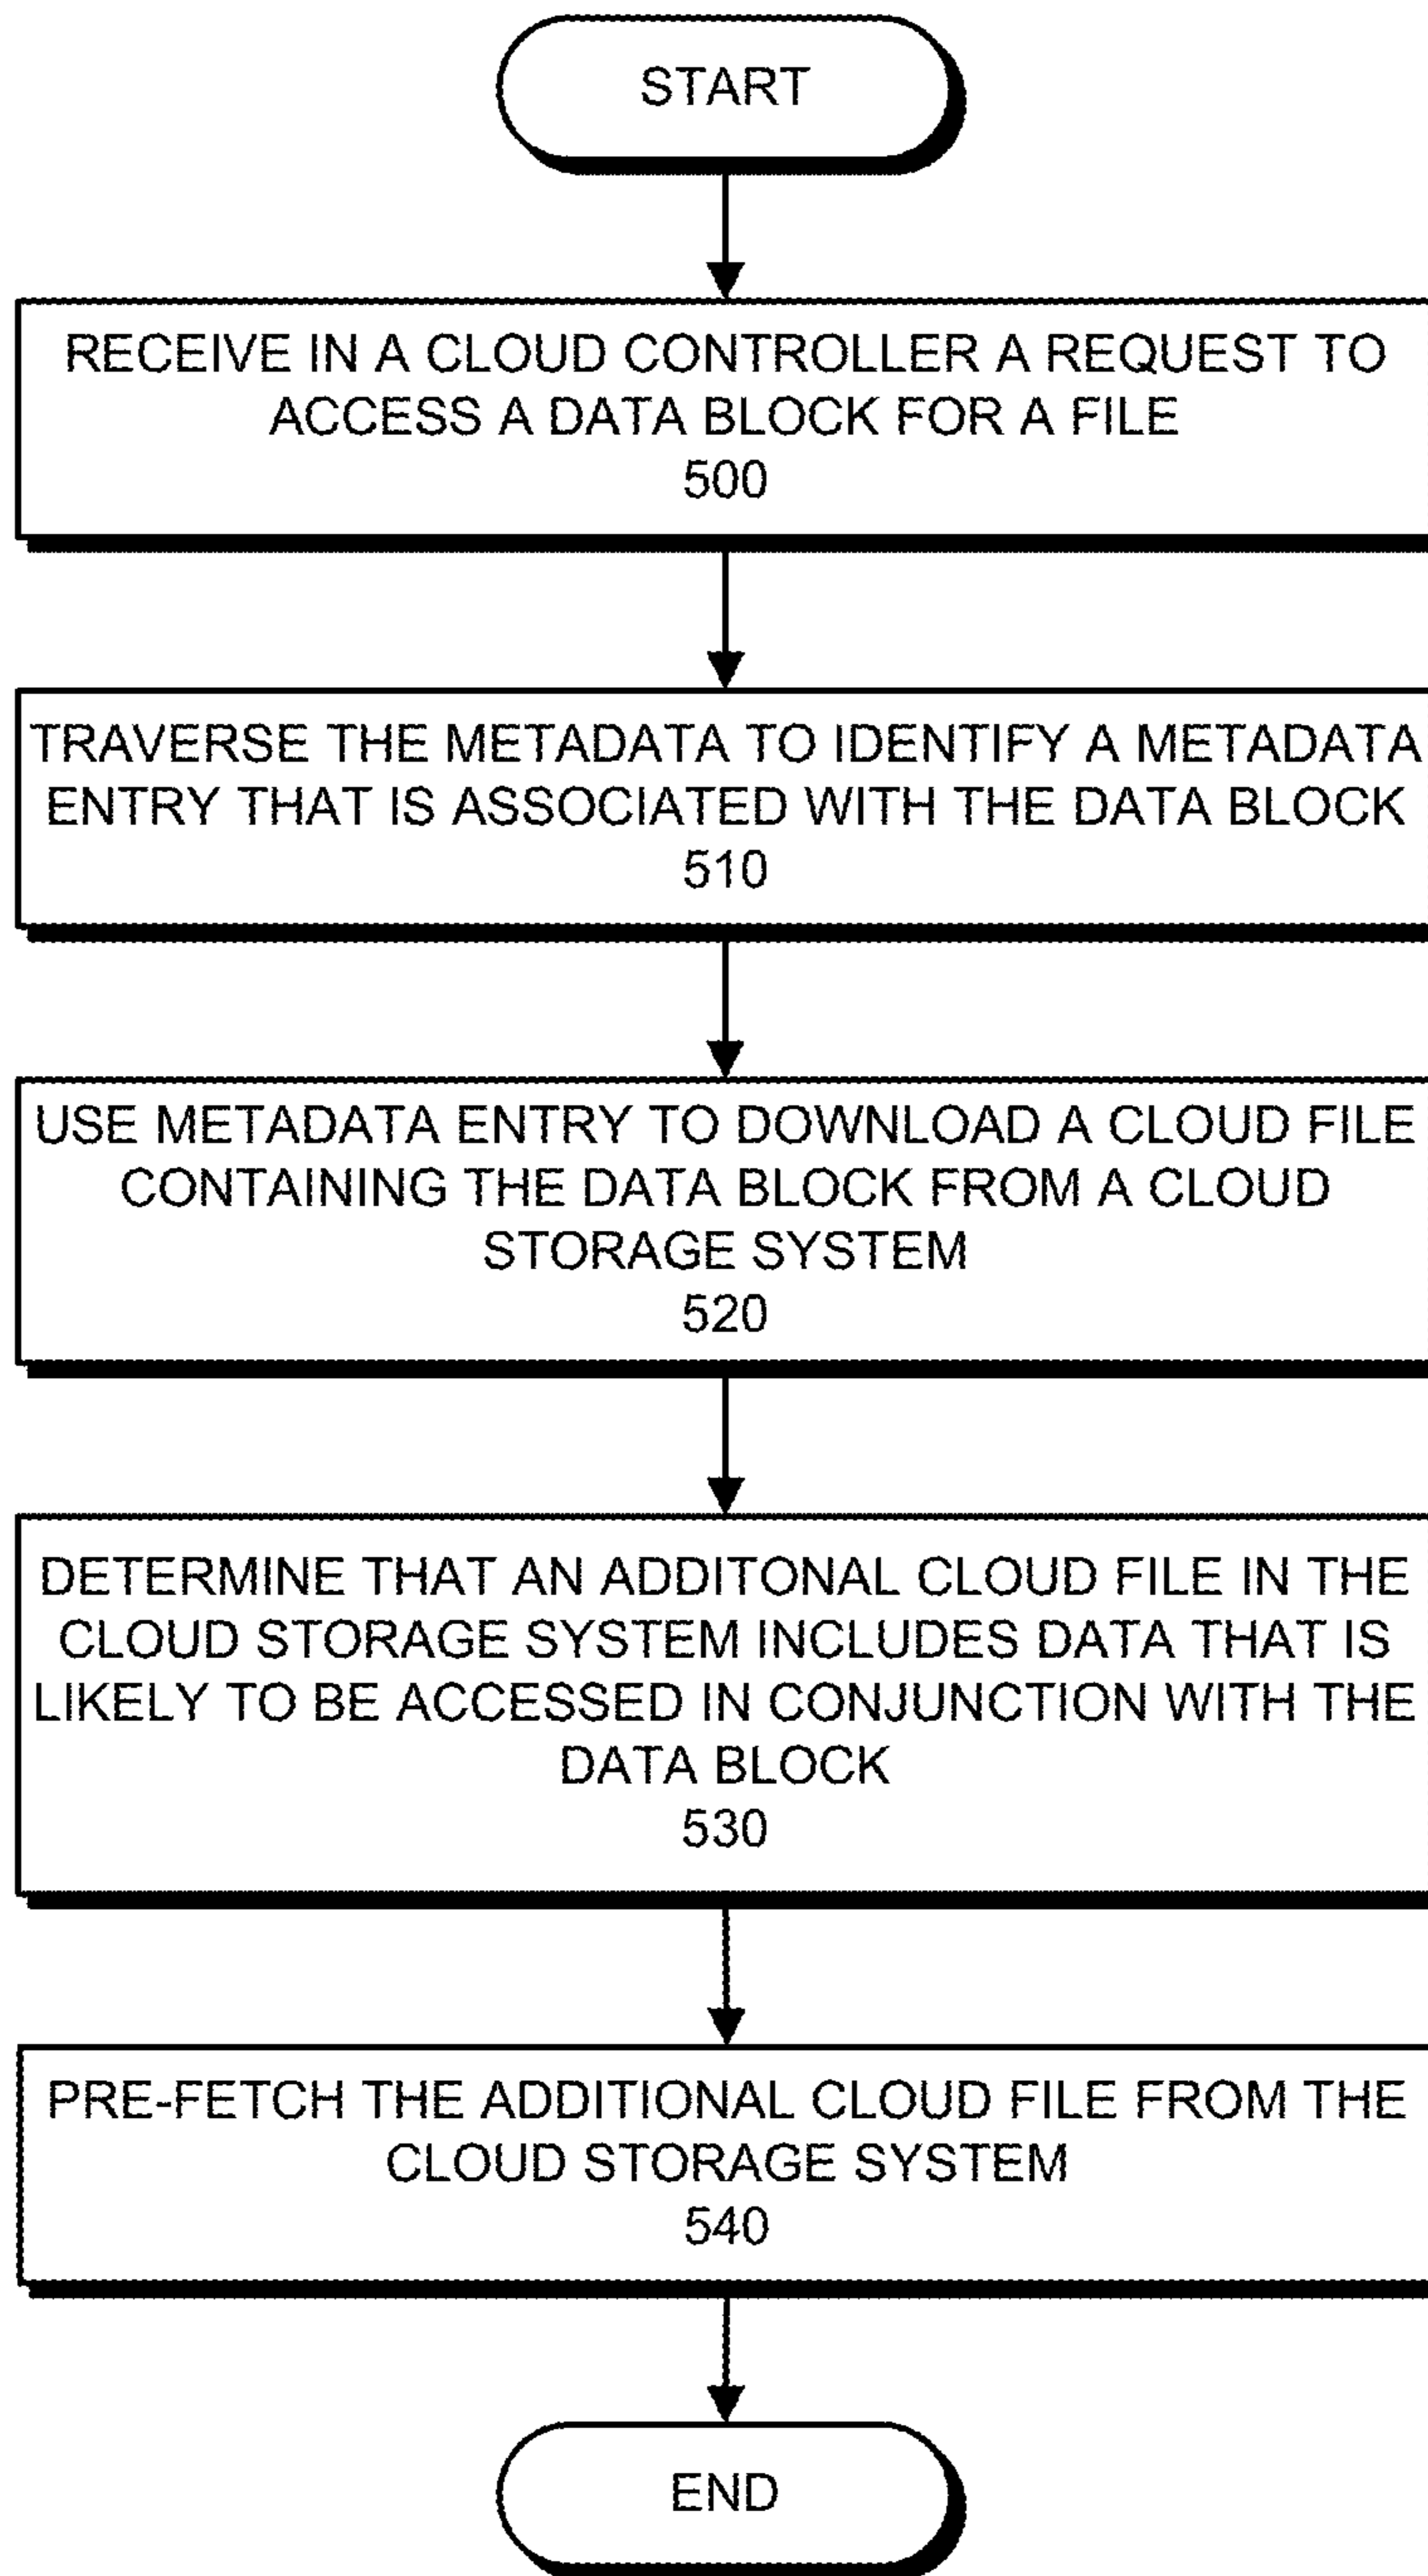 START
RECEIVE IN A CLOUD CONTROLLER A REQUEST TO
ACCESS A DATA BLOCK FOR A FILE
500
TRAVERSE THE METADATA TO IDENTIFY A METADATA
ENTRY THAT IS ASSOCIATED WITH THE DATA BLOCK
510
USE METADATA ENTRY TO DOWNLOAD A CLOUD FILE
CONTAINING THE DATA BLOCK FROM A CLOUD
STORAGE SYSTEM
520
DETERMINE THAT AN ADDITONAL CLOUD FILE IN THE
CLOUD STORAGE SYSTEM INCLUDES DATA THAT IS
LIKELY TO BE ACCESSED IN CONJUNCTION WITH THE
DATA BLOCK
530
PRE-FETCH THE ADDITIONAL CLOUD FILE FROM THE
CLOUD STORAGE SYSTEM
540
END